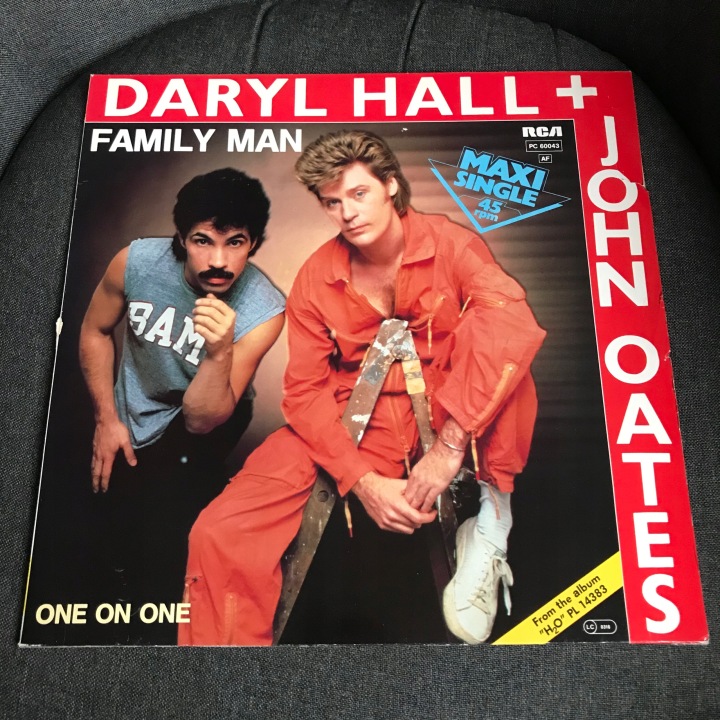 DARYL HALL +
JOHN OATES
FAMILY MAN
RCA
PC 60043
AF
MAXI
SINGLE
45
rpm
BAM
ONE ON ONE
From the album
"H₂O" PL 14383
LC 0316